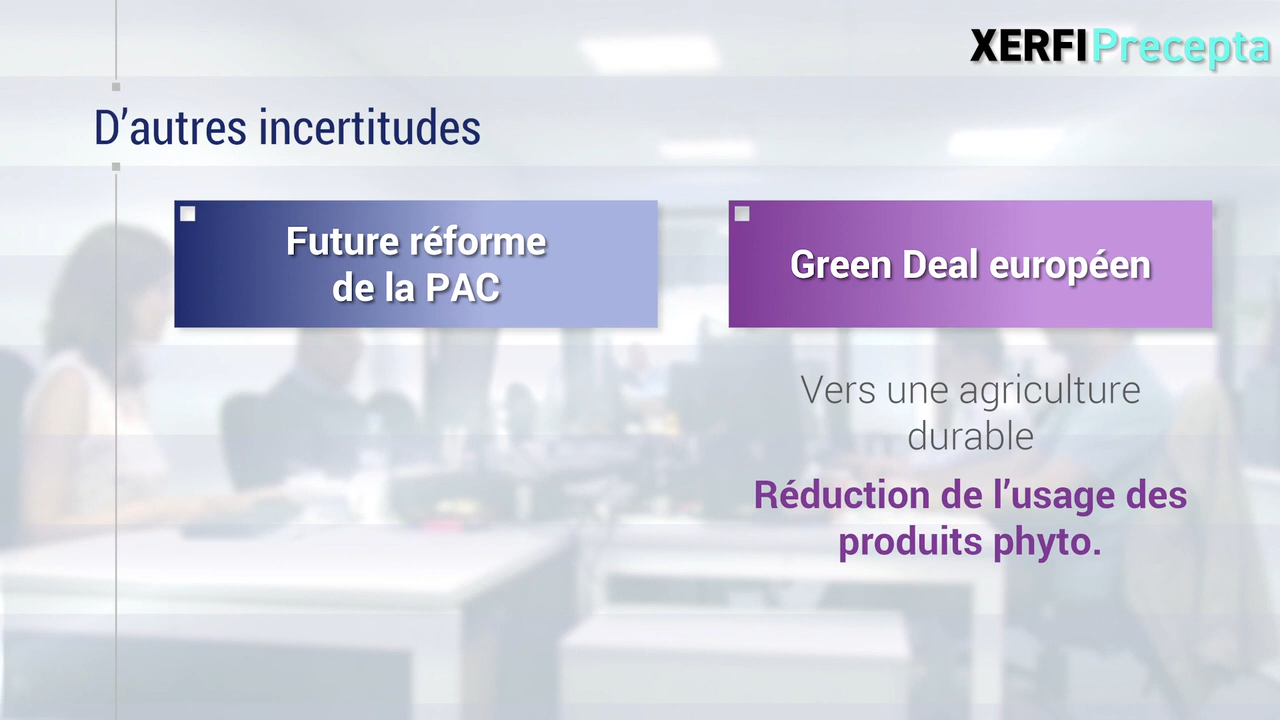 XERFI Precepta
D’autres incertitudes
Future réforme
de la PAC
Green Deal européen
Vers une agriculture
durable
Réduction de l’usage des
produits phyto.